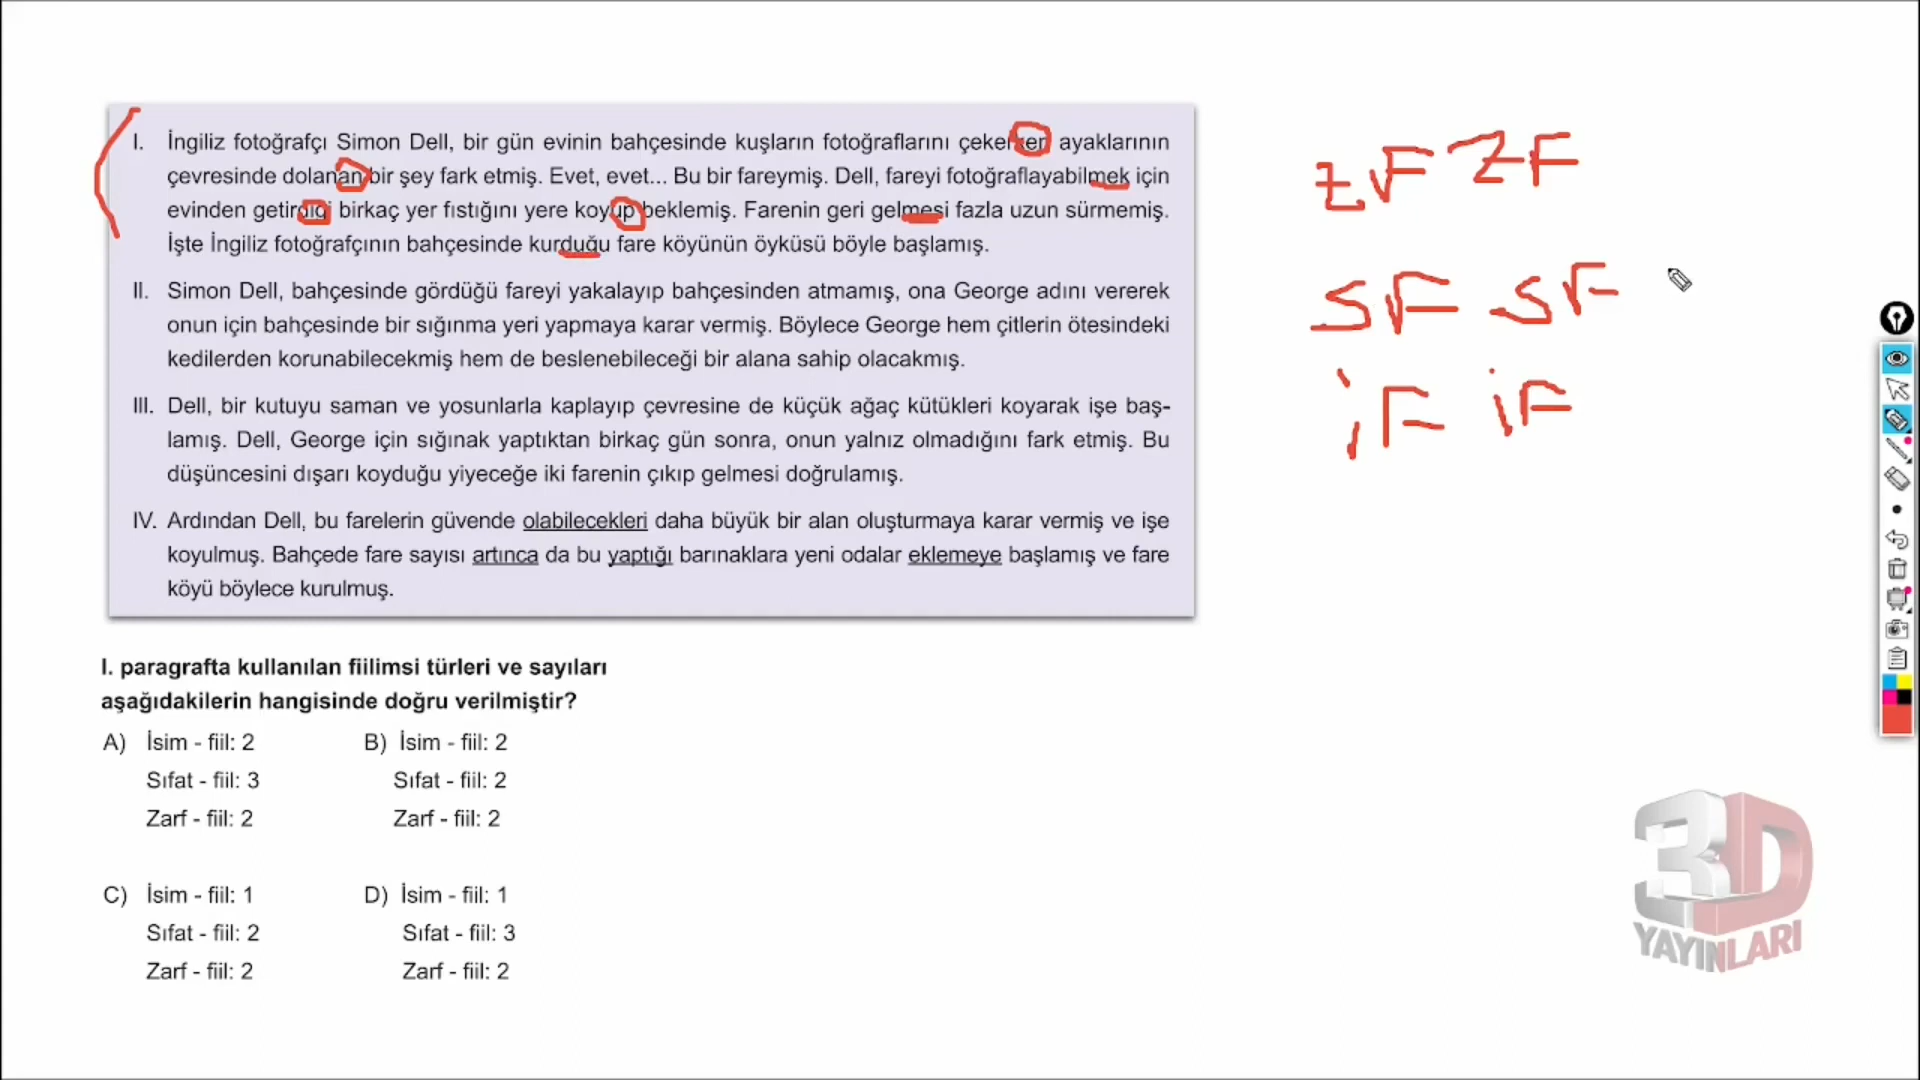 I. İngiliz fotoğrafçı Simon Dell, bir gün evinin bahçesinde kuşların fotoğraflarını çekerken ayaklarının
çevresinde dolanan bir şey fark etmiş. Evet, evet... Bu bir fareymiş. Dell, fareyi fotoğraflayabilmek için
evinden getirdiği birkaç yer fıstığını yere koyup beklemiş. Farenin geri gelmesi fazla uzun sürmemiş.
İşte İngiliz fotoğrafçının bahçesinde kurduğu fare köyünün öyküsü böyle başlamış.
II. Simon Dell, bahçesinde gördüğü fareyi yakalayıp bahçesinden atmamış, ona George adını vererek
onun için bahçesinde bir sığınma yeri yapmaya karar vermiş. Böylece George hem çitlerin ötesindeki
kedilerden korunabilecekmiş hem de beslenebileceği bir alana sahip olacakmış.
III. Dell, bir kutuyu saman ve yosunlarla kaplayıp çevresine de küçük ağaç kütükleri koyarak işe baş-
lamış. Dell, George için sığınak yaptıktan birkaç gün sonra, onun yalnız olmadığını fark etmiş. Bu
düşüncesini dışarı koyduğu yiyeceğe iki farenin çıkıp gelmesi doğrulamış.
IV. Ardından Dell, bu farelerin güvende olabilecekleri daha büyük bir alan oluşturmaya karar vermiş ve işe
koyulmuş. Bahçede fare sayısı artınca da bu yaptığı barınaklara yeni odalar eklemeye başlamış ve fare
köyü böylece kurulmuş.
ZF ZF
SF SF
iF iF
I. paragrafta kullanılan fiilimsi türleri ve sayıları
aşağıdakilerin hangisinde doğru verilmiştir?
A) İsim - fiil: 2
Sıfat - fiil: 3
Zarf - fiil: 2
B) İsim - fiil: 2
Sıfat - fiil: 2
Zarf - fiil: 2
C) İsim - fiil: 1
Sıfat - fiil: 2
Zarf - fiil: 2
D) İsim - fiil: 1
Sıfat - fiil: 3
Zarf - fiil: 2
3D
YAYINLARI